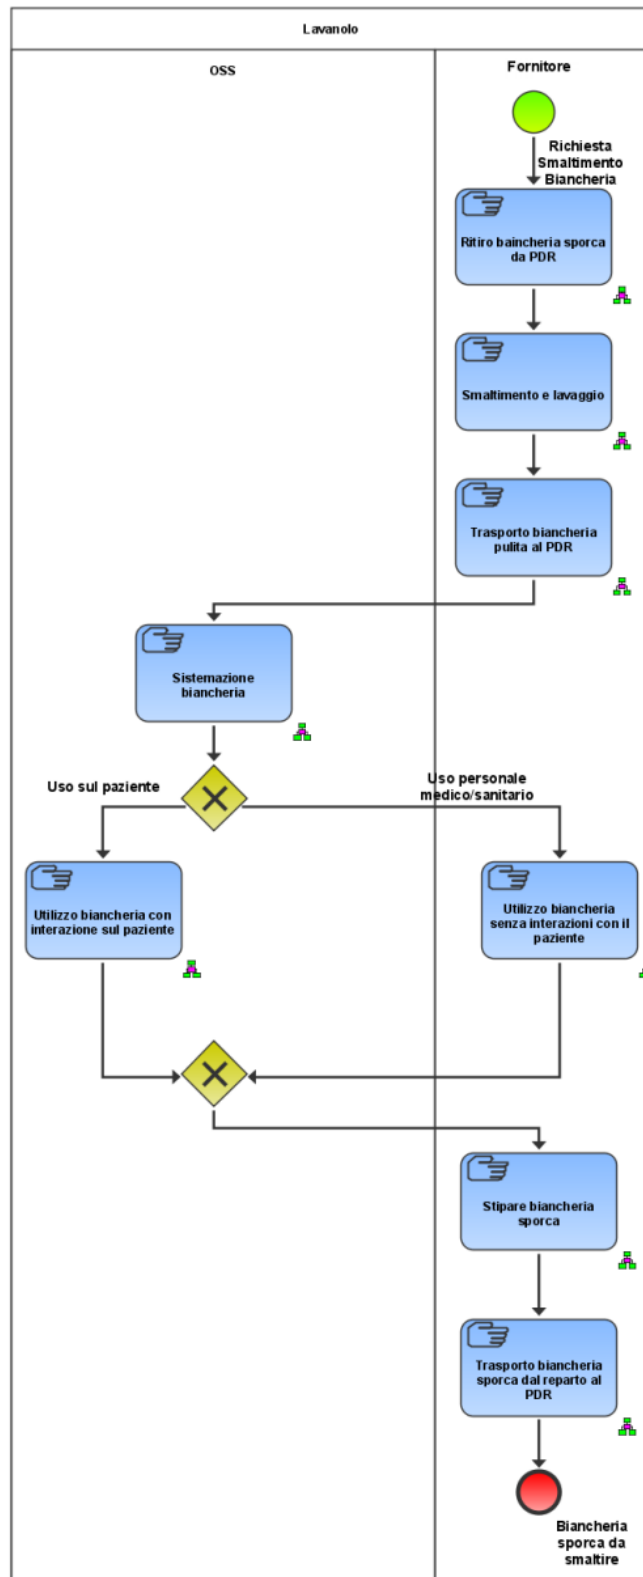 Lavanolo
OSS
Fornitore
Richiesta
Smaltimento
Biancheria
Ritiro baincheria sporca
da PDR
Smaltimento e lavaggio
Trasporto biancheria
pulita al PDR
Sistemazione
biancheria
Uso sul paziente
Uso personale
medico/sanitario
Utilizzo biancheria con
interazione sul paziente
Utilizzo biancheria
senza interazioni con il
paziente
Stipare biancheria
sporca
Trasporto biancheria
sporca dal reparto al
PDR
Biancheria
sporca da
smaltire